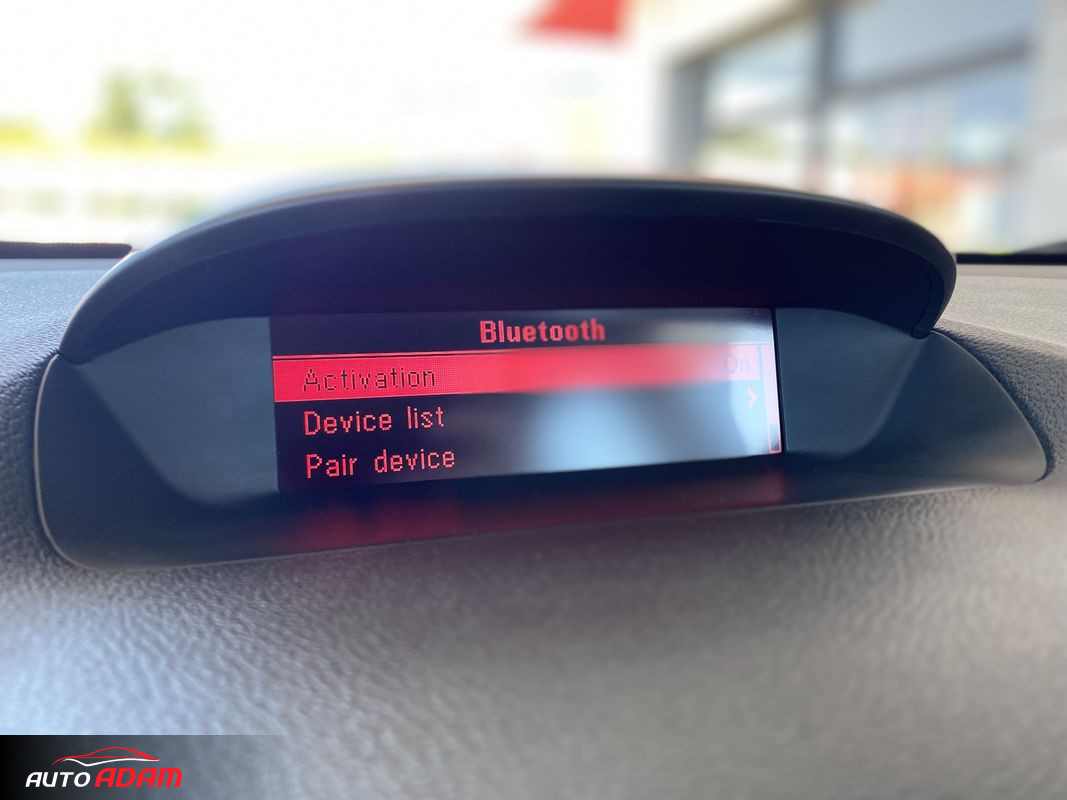 Bluetooth
Activation On
Device list
Pair device
AUTO ADAM